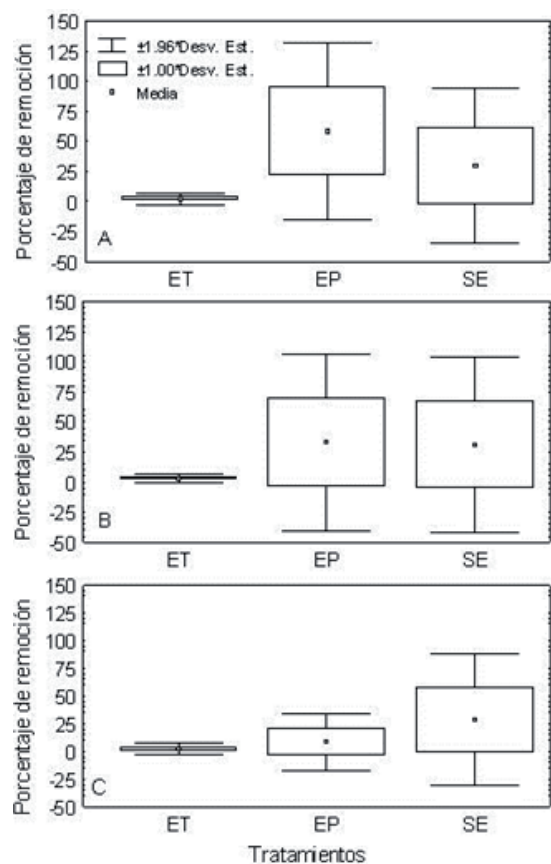 Porcentaje de remoción
150
125
100
75
50
25
0
-25
-50
±1.96*Desv. Est.
±1.00*Desv. Est.
Media
A
ET EP SE
Porcentaje de remoción
150
125
100
75
50
25
0
-25
-50
B
ET EP SE
Porcentaje de remoción
150
125
100
75
50
25
0
-25
-50
C
ET EP SE
Tratamientos